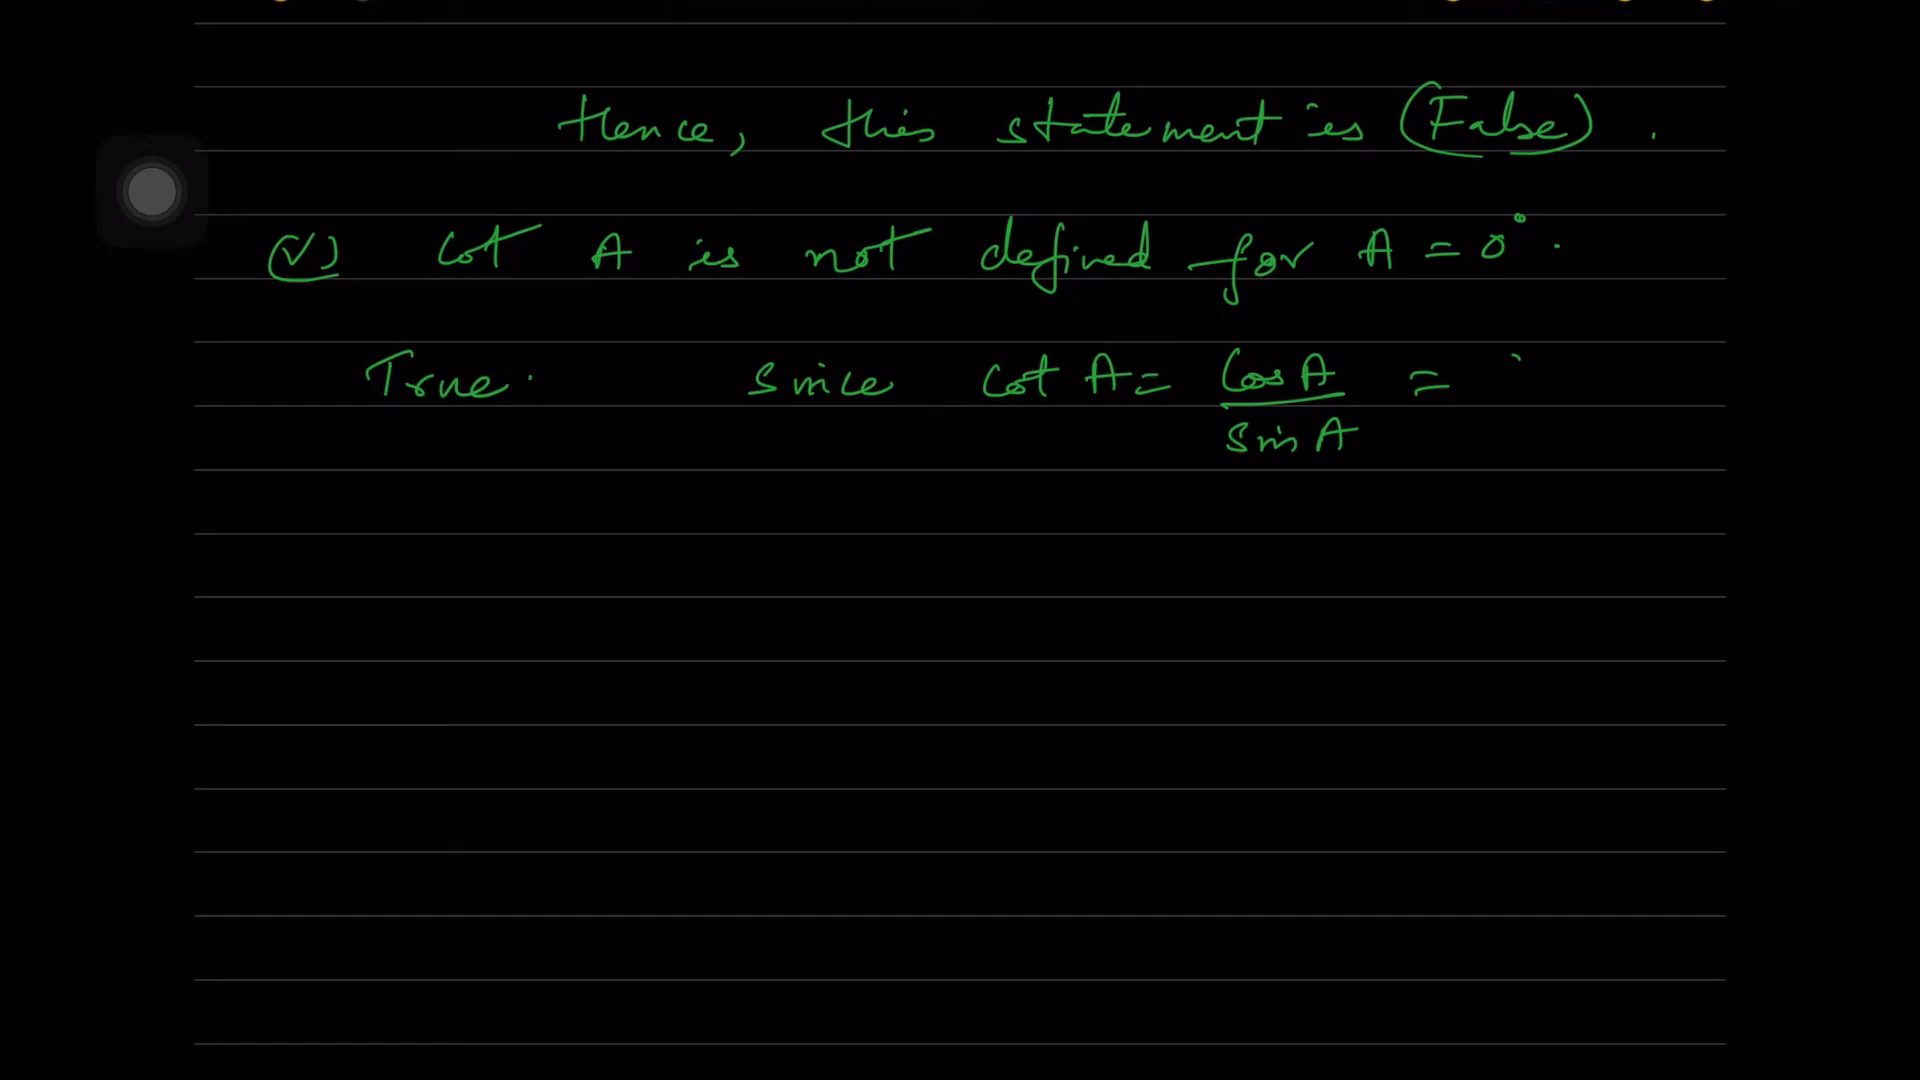 Hence, this statement is (False).
(V) Cot A is not defined for A = 0°.
True. Since Cot A = Cos A / Sin A =